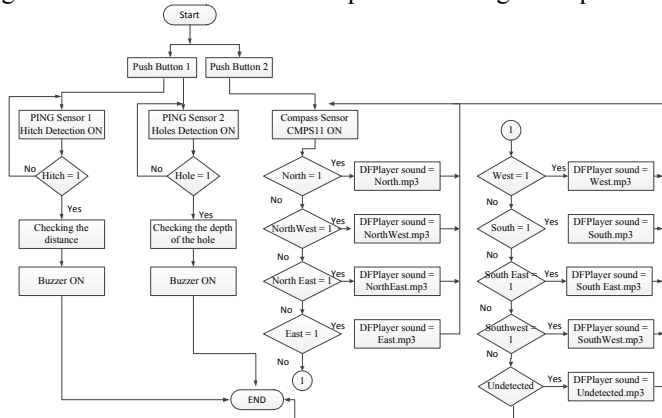 Start
Push Button 1
Push Button 2
PING Sensor 1
Hitch Detection ON
No
Hitch = 1
Yes
Checking the
distance
Buzzer ON
PING Sensor 2
Holes Detection ON
No
Hole = 1
Yes
Checking the depth
of the hole
Buzzer ON
END
Compass Sensor
CMPS11 ON
North = 1
Yes
DFPlayer sound =
North.mp3
No
NorthWest = 1
Yes
DFPlayer sound =
NorthWest.mp3
No
North East = 1
Yes
DFPlayer sound =
NorthEast.mp3
No
East = 1
Yes
DFPlayer sound =
East.mp3
No
1
1
West = 1
Yes
DFPlayer sound =
West.mp3
No
South = 1
Yes
DFPlayer sound =
South.mp3
No
South East =
1
Yes
DFPlayer sound =
South East.mp3
No
Southwest =
1
Yes
DFPlayer sound =
SouthWest.mp3
No
Undetected
Yes
DFPlayer sound =
Undetected.mp3